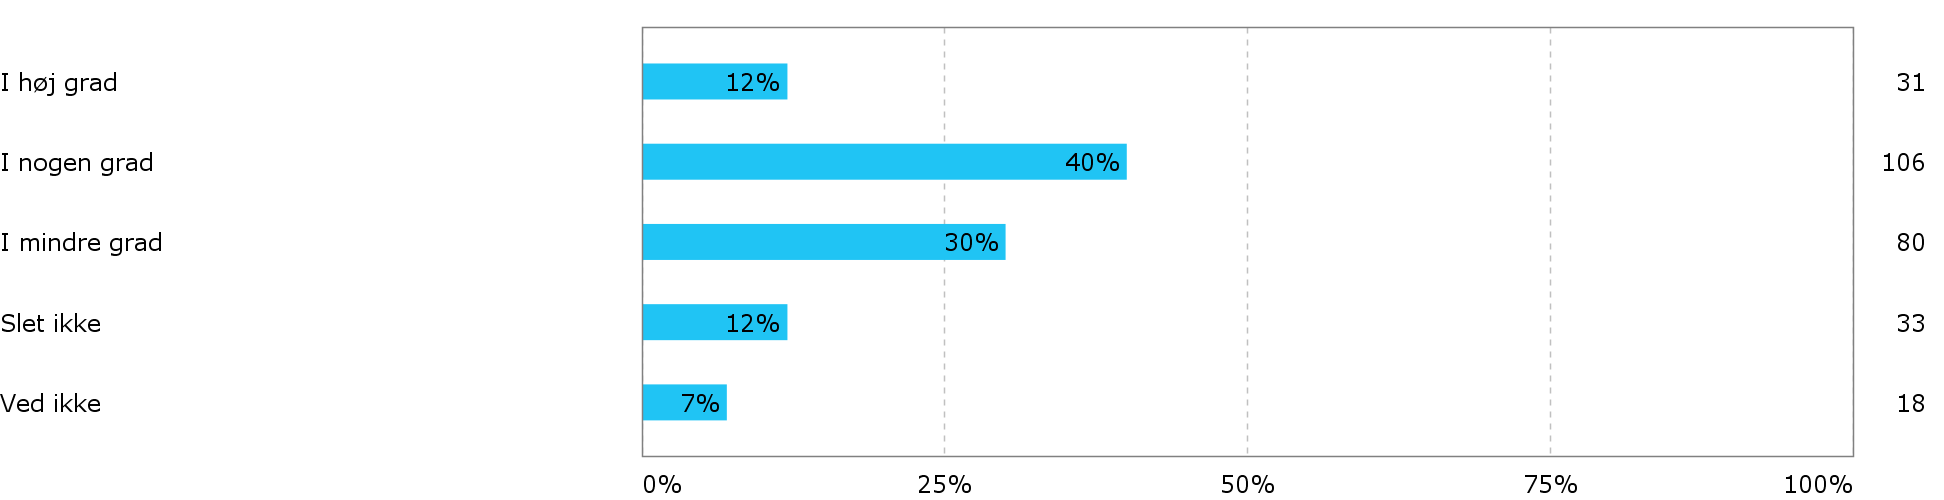 I høj grad 12% 31
I nogen grad 40% 106
I mindre grad 30% 80
Slet ikke 12% 33
Ved ikke 7% 18
0% 25% 50% 75% 100%